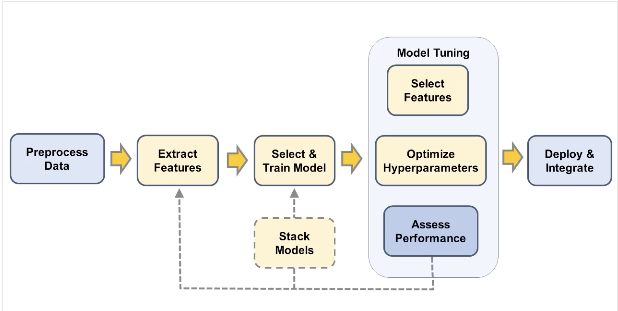 Model Tuning
Select
Features
Preprocess
Data
Extract
Features
Select &
Train Model
Optimize
Hyperparameters
Deploy &
Integrate
Stack
Models
Assess
Performance